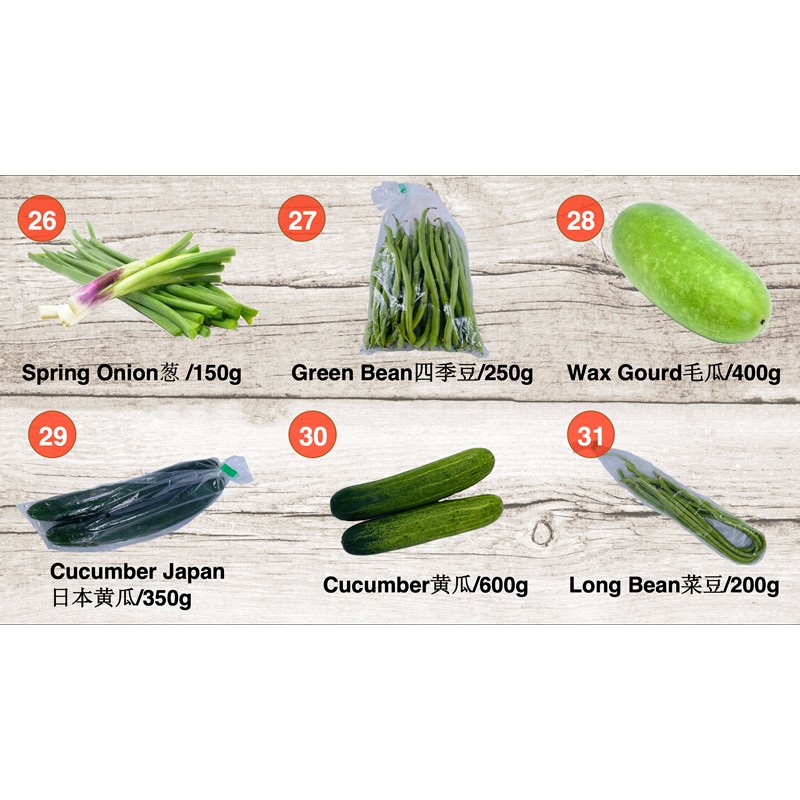 26
27
28
Spring Onion葱 /150g
Green Bean四季豆/250g
Wax Gourd毛瓜/400g
29
30
31
Cucumber Japan
日本黄瓜/350g
Cucumber黄瓜/600g
Long Bean菜豆/200g